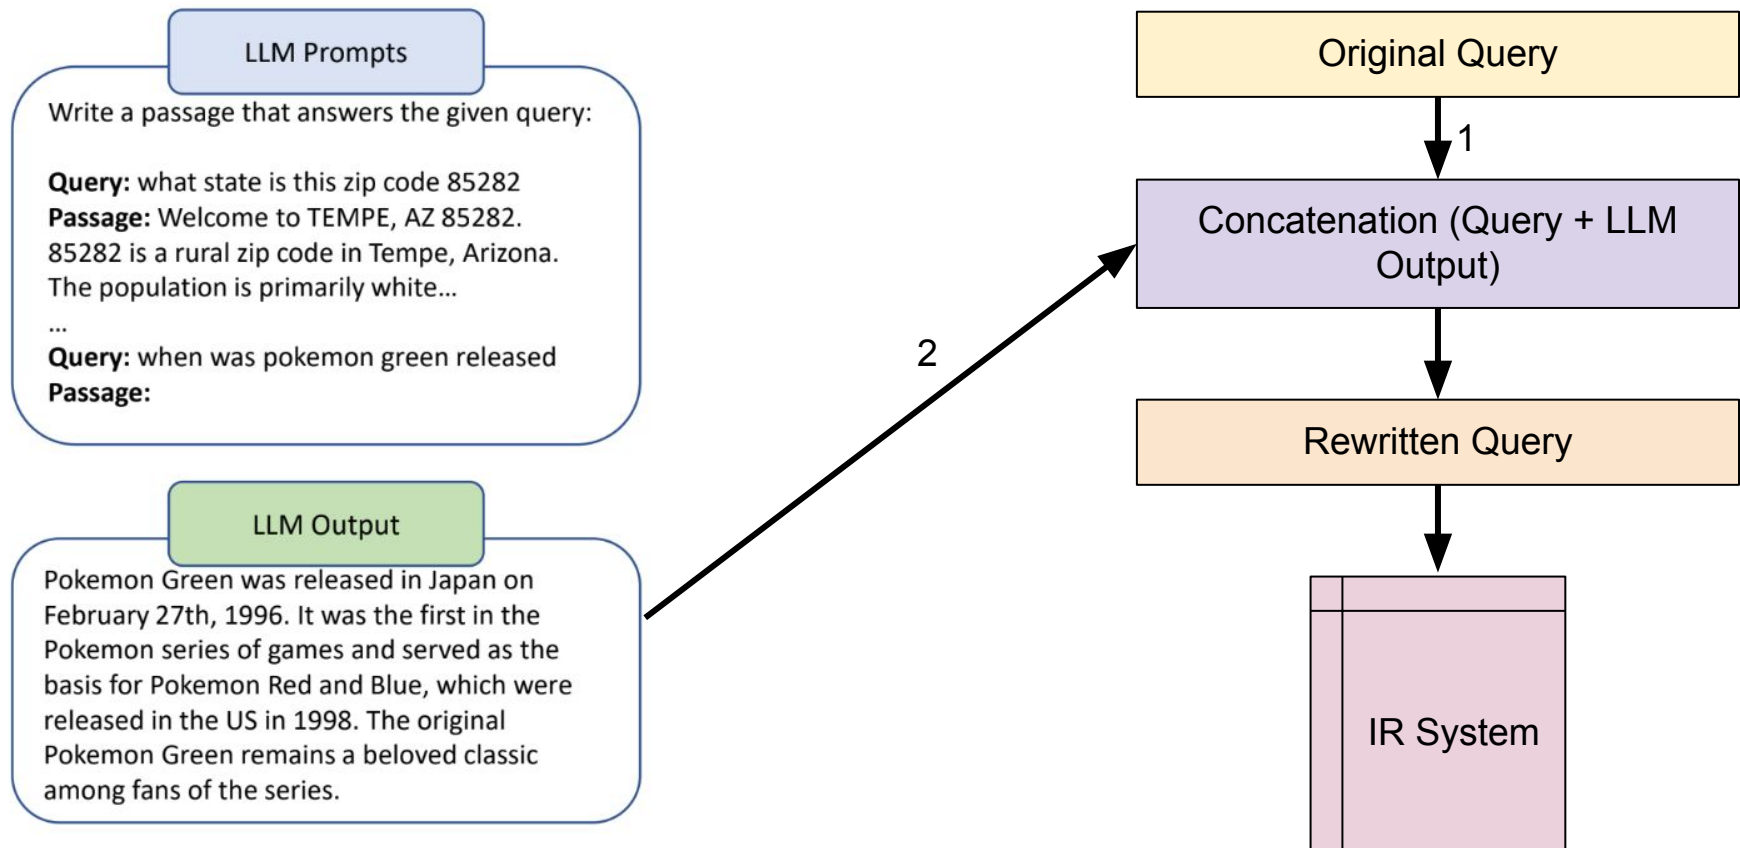 LLM Prompts
Write a passage that answers the given query:
Query: what state is this zip code 85282
Passage: Welcome to TEMPE, AZ 85282.
85282 is a rural zip code in Tempe, Arizona.
The population is primarily white...
...
Query: when was pokemon green released
Passage:
LLM Output
Pokemon Green was released in Japan on
February 27th, 1996. It was the first in the
Pokemon series of games and served as the
basis for Pokemon Red and Blue, which were
released in the US in 1998. The original
Pokemon Green remains a beloved classic
among fans of the series.
2
Original Query
1
Concatenation (Query + LLM
Output)
Rewritten Query
IR System